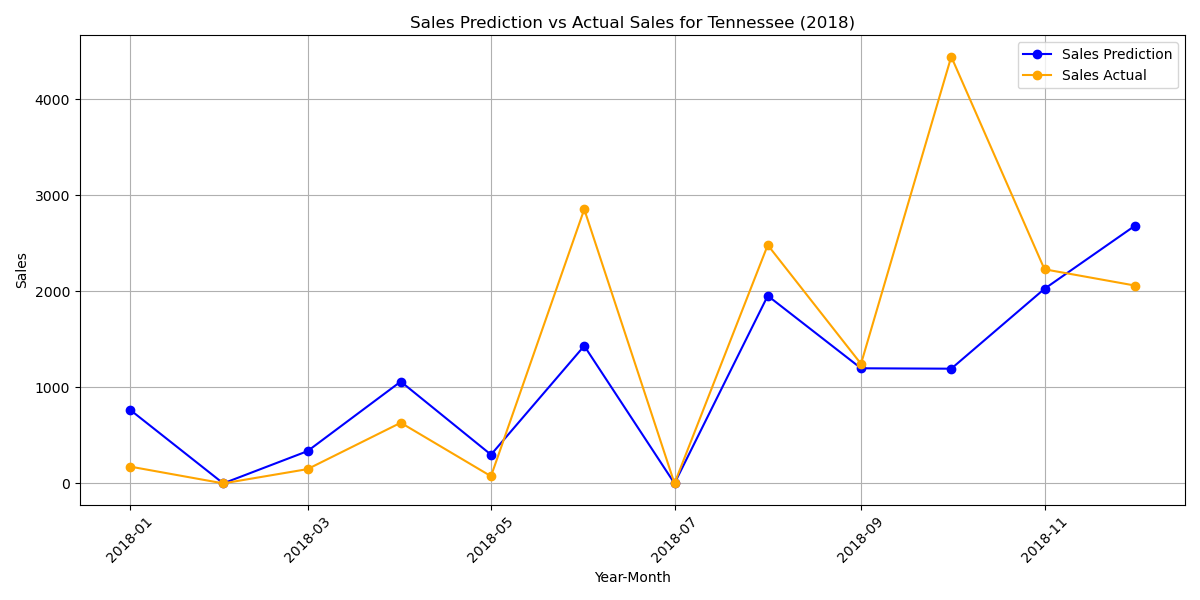 Sales Prediction vs Actual Sales for Tennessee (2018)
Sales Prediction
Sales Actual
4000
3000
2000
1000
0
Sales
2018-01
2018-03
2018-05
2018-07
2018-09
2018-11
Year-Month